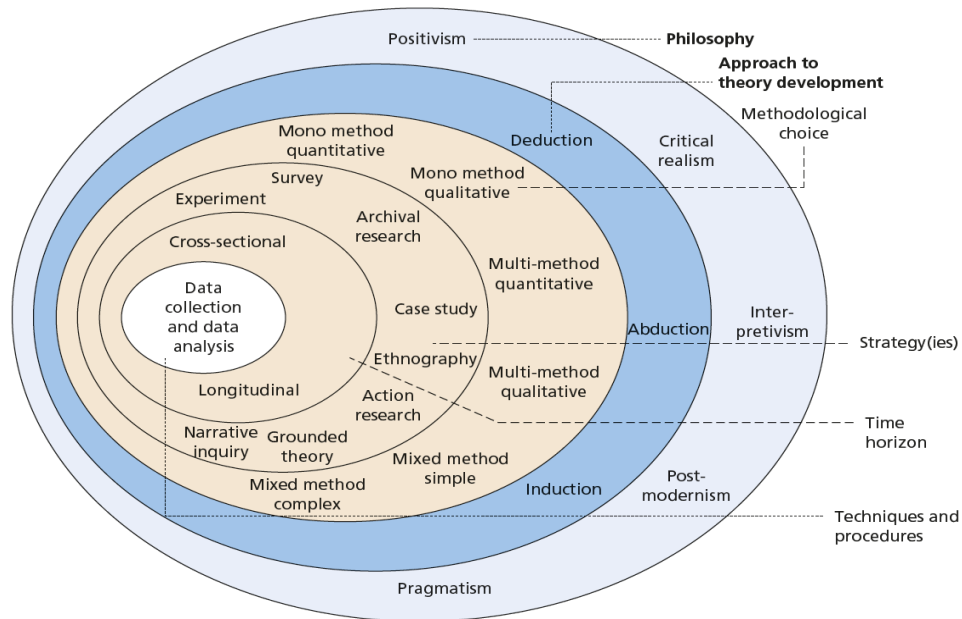 Positivism
Philosophy
Approach to
theory development
Methodological
choice
Mono method
quantitative
Deduction
Critical
realism
Survey
Mono method
qualitative
Experiment
Archival
research
Cross-sectional
Multi-method
quantitative
Data
collection
and data
analysis
Case study
Inter-
pretivism
Abduction
Strategy(ies)
Ethnography
Multi-method
qualitative
Longitudinal
Action
research
Time
horizon
Narrative
inquiry
Grounded
theory
Mixed method
simple
Mixed method
complex
Induction
Post-
modernism
Techniques and
procedures
Pragmatism